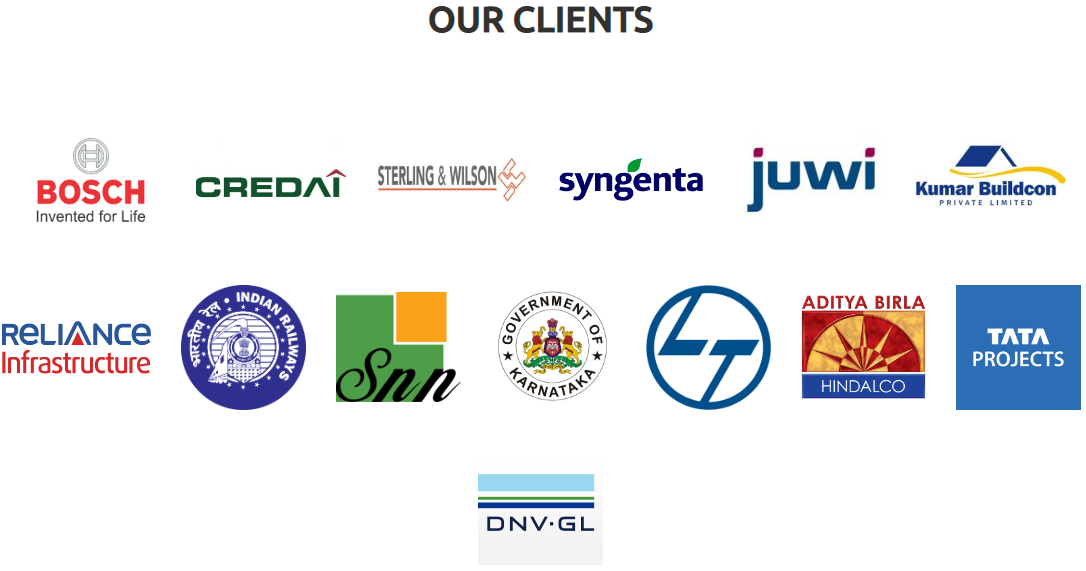 OUR CLIENTS
BOSCH
Invented for Life
CREDAI
STERLING & WILSON
syngenta
juwi
Kumar Buildcon
PRIVATE LIMITED
RELIANCE
Infrastructure
भारतीय रेल • INDIAN RAILWAYS
Snn
GOVERNMENT OF
KARNATAKA
LT
ADITYA BIRLA
HINDALCO
TATA
PROJECTS
DNV·GL